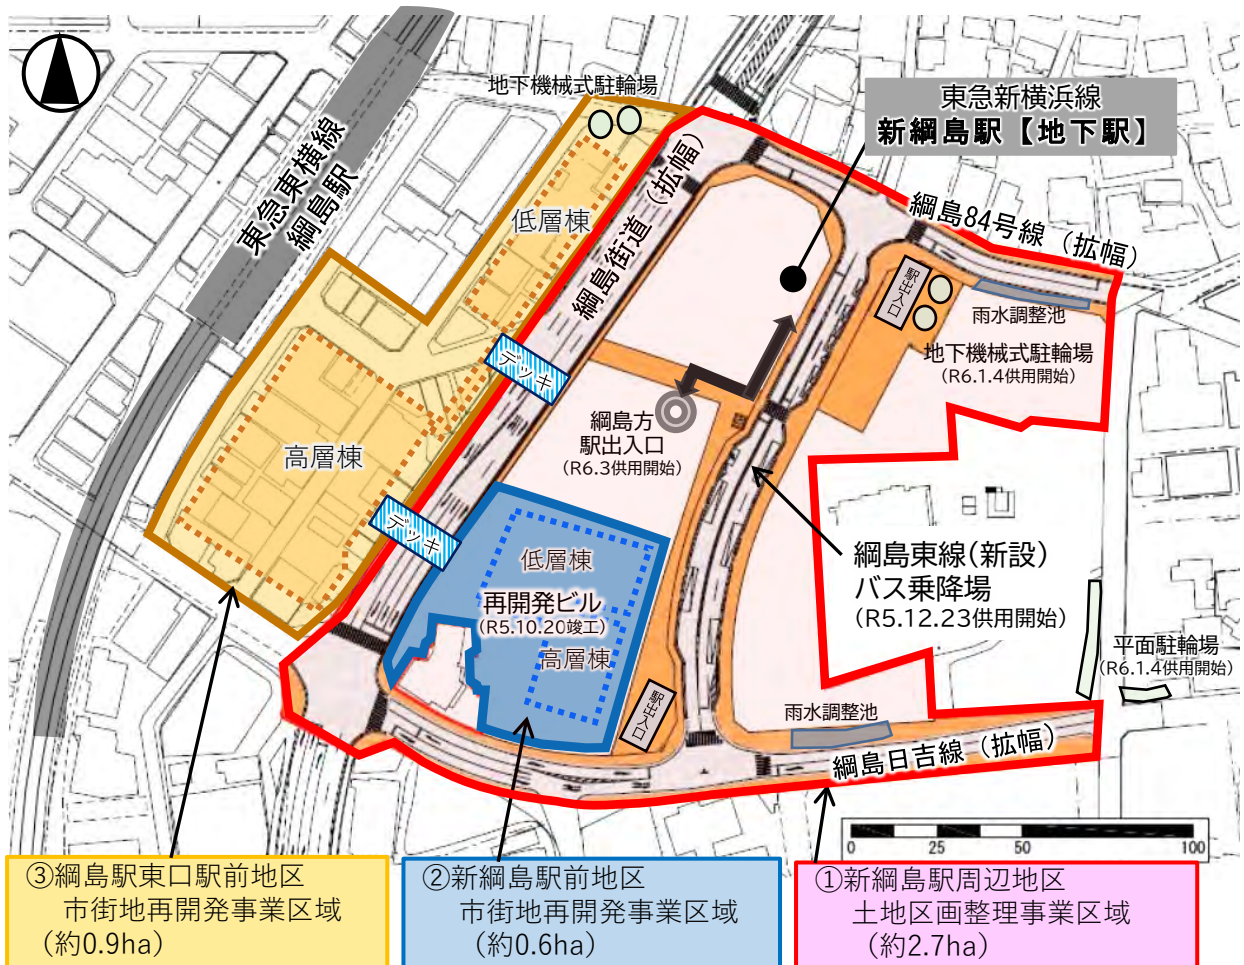 地下機械式駐輪場
東急新横浜線
新綱島駅【地下駅】
東急東横線
綱島駅
低層棟
綱島街道（拡幅）
綱島84号線（拡幅）
駅出入口
雨水調整池
地下機械式駐輪場
(R6.1.4供用開始)
デッキ
綱島方
駅出入口
(R6.3供用開始)
高層棟
デッキ
低層棟
再開発ビル
(R5.10.20竣工)
高層棟
綱島東線(新設)
バス乗降場
(R5.12.23供用開始)
平面駐輪場
(R6.1.4供用開始)
駅出入口
雨水調整池
綱島日吉線（拡幅）
0 25 50 100
③綱島駅東口駅前地区
市街地再開発事業区域
(約0.9ha)
②新綱島駅前地区
市街地再開発事業区域
(約0.6ha)
①新綱島駅周辺地区
土地区画整理事業区域
(約2.7ha)